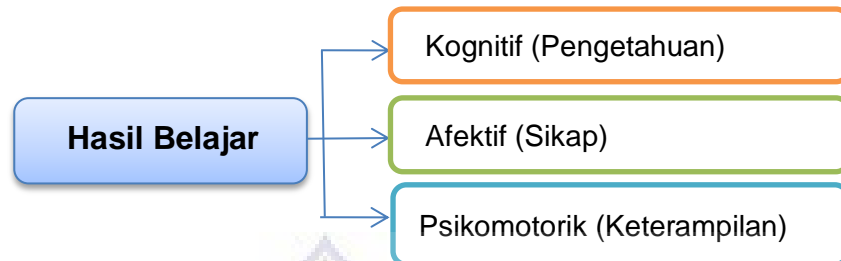 Kognitif (Pengetahuan)
Hasil Belajar
Afektif (Sikap)
Psikomotorik (Keterampilan)